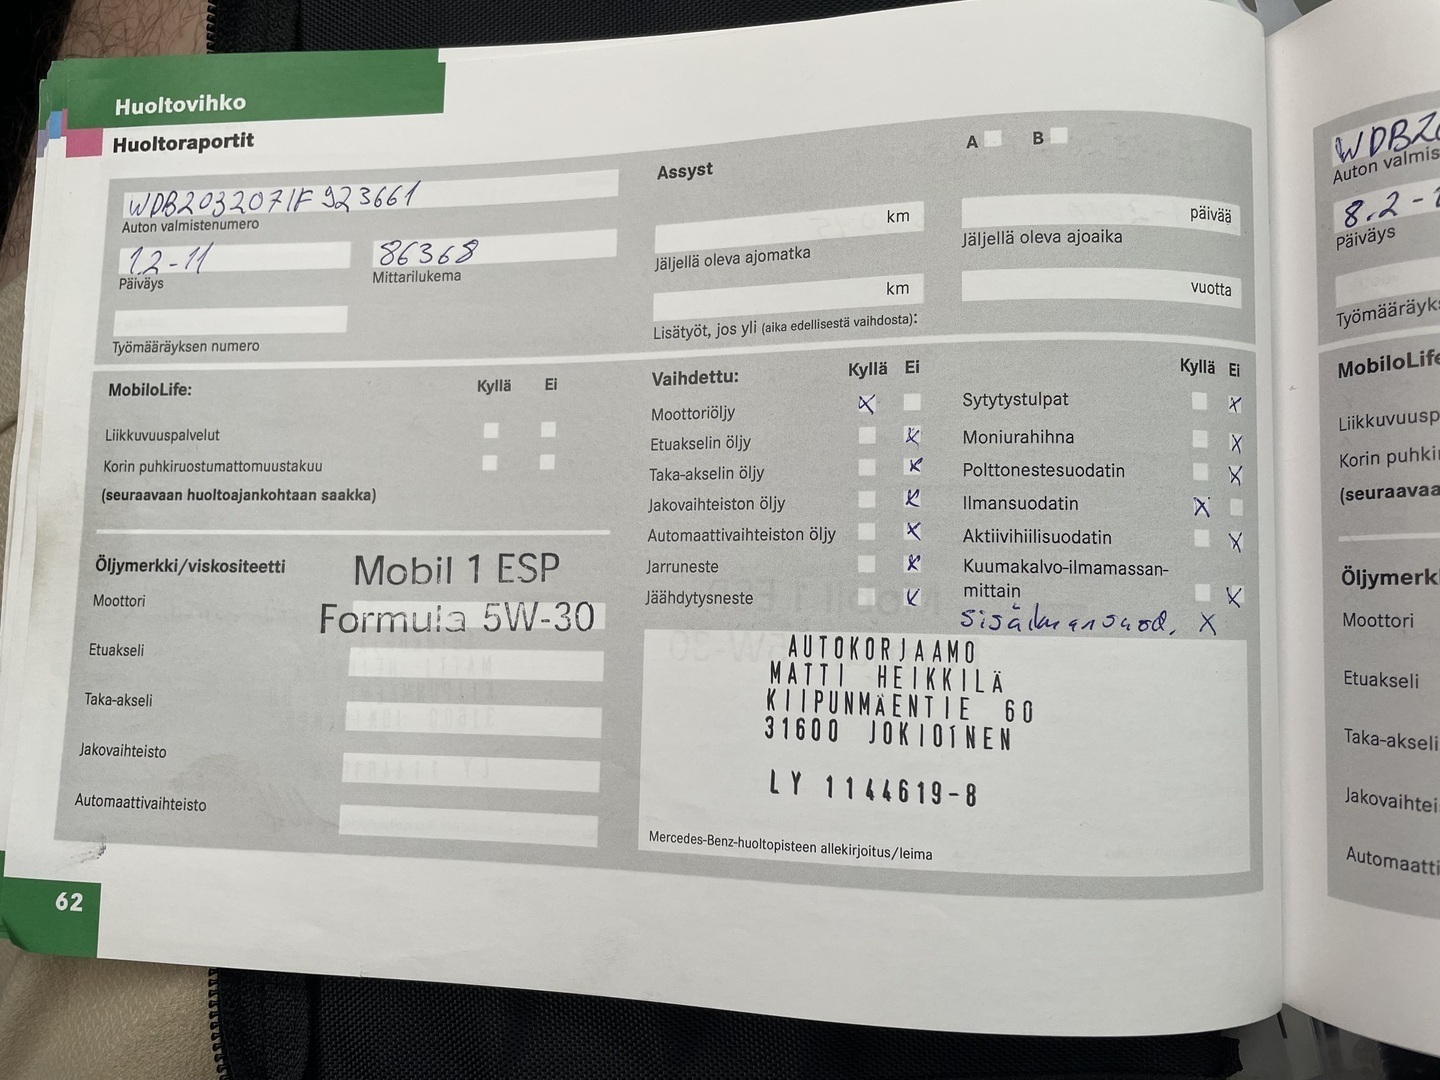 Huoltovihko
Huoltoraportit
WDB2032071F923661
Auton valmistenumero
12-11
Päiväys
86368
Mittarilukema
Työmääräyksen numero
Assyst
A
B
km
Jäljellä oleva ajomatka
päivää
Jäljellä oleva ajoaika
km
vuotta
Lisätyöt, jos yli (aika edellisestä vaihdosta):
MobiloLife:
Kyllä Ei
Liikkuvuuspalvelut
Korin puhkiruostumattomuustakuu
(seuraavaan huoltoajankohtaan saakka)
Öljymerkki/viskositeetti
Mobil 1 ESP
Moottori
Formula 5W-30
Etuakseli
Taka-akseli
Jakovaihteisto
Automaattivaihteisto
Vaihdettu:
Kyllä Ei
Moottoriöljy X
Etuakselin öljy X
Taka-akselin öljy X
Jakovaihteiston öljy X
Automaattivaihteiston öljy X
Jarruneste X
Jäähdytysneste X
Kyllä Ei
Sytytystulpat X
Moniurahihna X
Polttonestesuodatin X
Ilmansuodatin X
Aktiivihiilisuodatin X
Kuumakalvo-ilmamassan-
mittain X
sisäilmansuod. X
AUTOKORJAAMO
MATTI HEIKKILÄ
KIIPUNMÄENTIE 60
31600 JOKIOINEN
LY 1144619-8
Mercedes-Benz-huoltopisteen allekirjoitus/leima
62
Auton valmis
8.2-
Päiväys
Työmääräyks
MobiloLife
Liikkuvuusp
Korin puhki
(seuraavaa
Öljymerk
Moottori
Etuakseli
Taka-akseli
Jakovaihtei
Automaatti